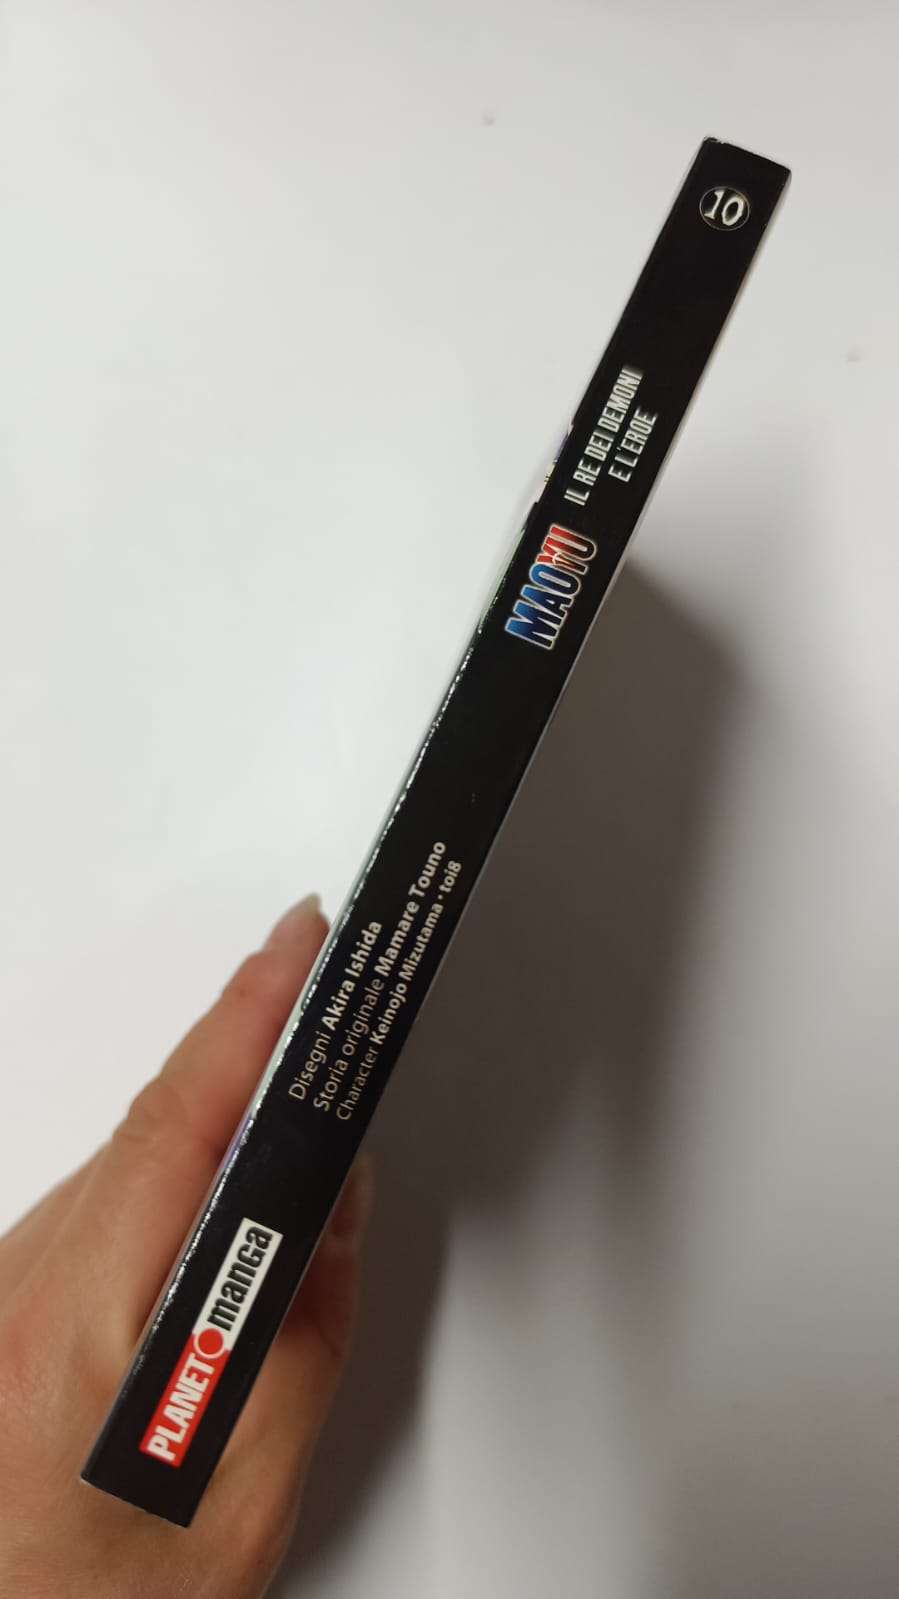 10
MAOYU
IL RE DEI DEMONI
E L'EROE
Disegni Akira Ishida
Storia originale Mamare Touno
Character Keinojo Mizutama • toi8
PLANET manga